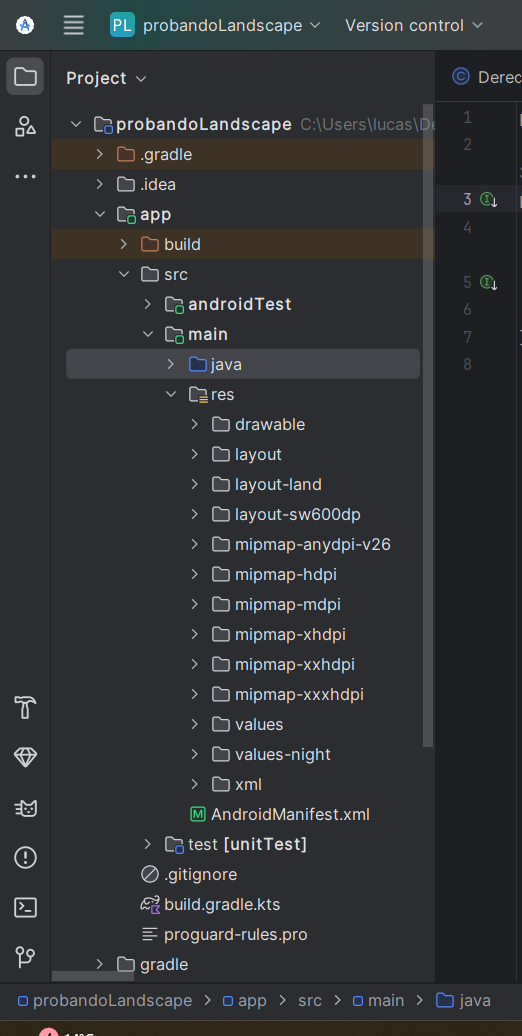 PL probandoLandscape Version control
Project
C Derec
probandoLandscape C:\Users\lucas\De
.gradle
.idea
app
build
src
androidTest
main
java
res
drawable
layout
layout-land
layout-sw600dp
mipmap-anydpi-v26
mipmap-hdpi
mipmap-mdpi
mipmap-xhdpi
mipmap-xxhdpi
mipmap-xxxhdpi
values
values-night
xml
M AndroidManifest.xml
test [unitTest]
.gitignore
build.gradle.kts
proguard-rules.pro
gradle
1
2
3
4
5
6
7
8
probandoLandscape > app > src > main > java